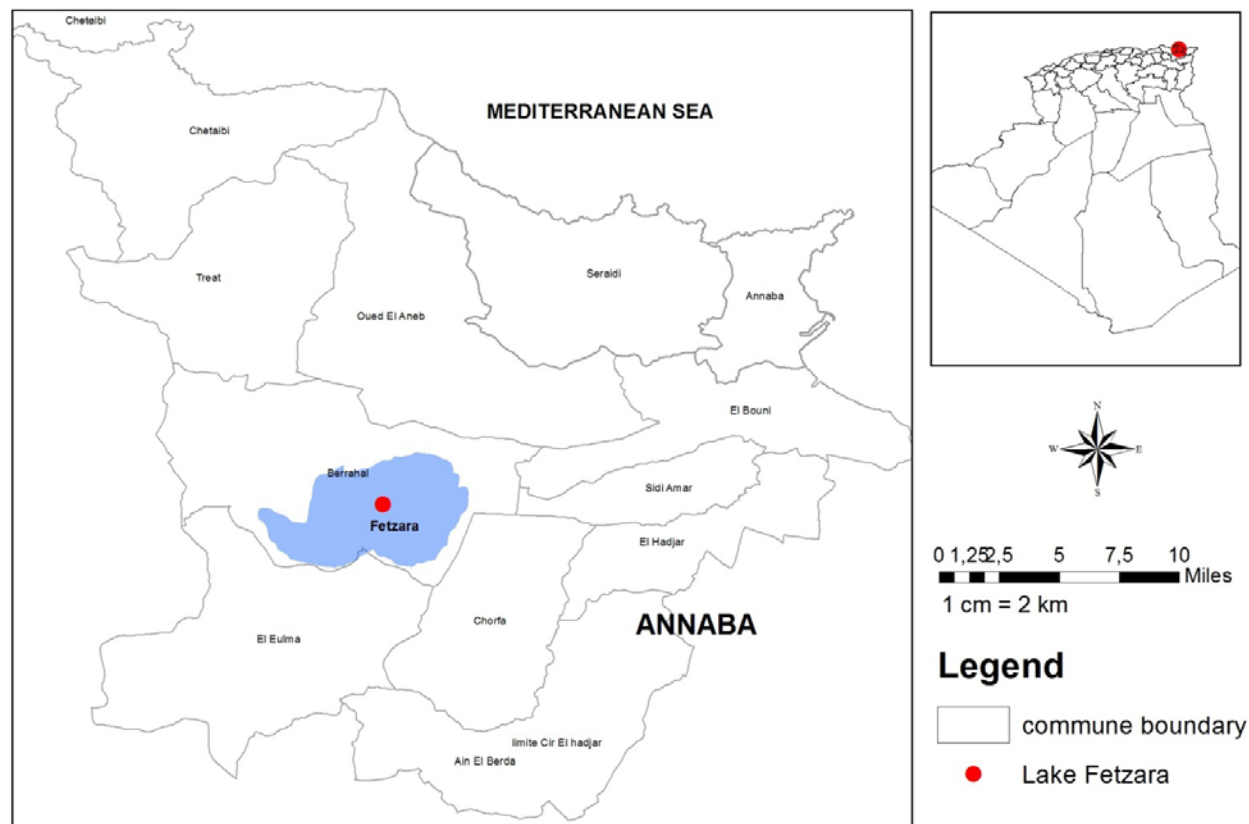 Chetaibi
MEDITERRANEAN SEA
Chetaibi
Treat
Seraidi
Annaba
Oued El Aneb
El Bouni
Berrahal
Sidi Amar
Fetzara
El Hadjar
Chorfa
ANNABA
El Eulma
limite Cir El hadjar
Ain El Berda
N
W E
S
0 1,252,5 5 7,5 10
Miles
1 cm = 2 km
Legend
commune boundary
Lake Fetzara